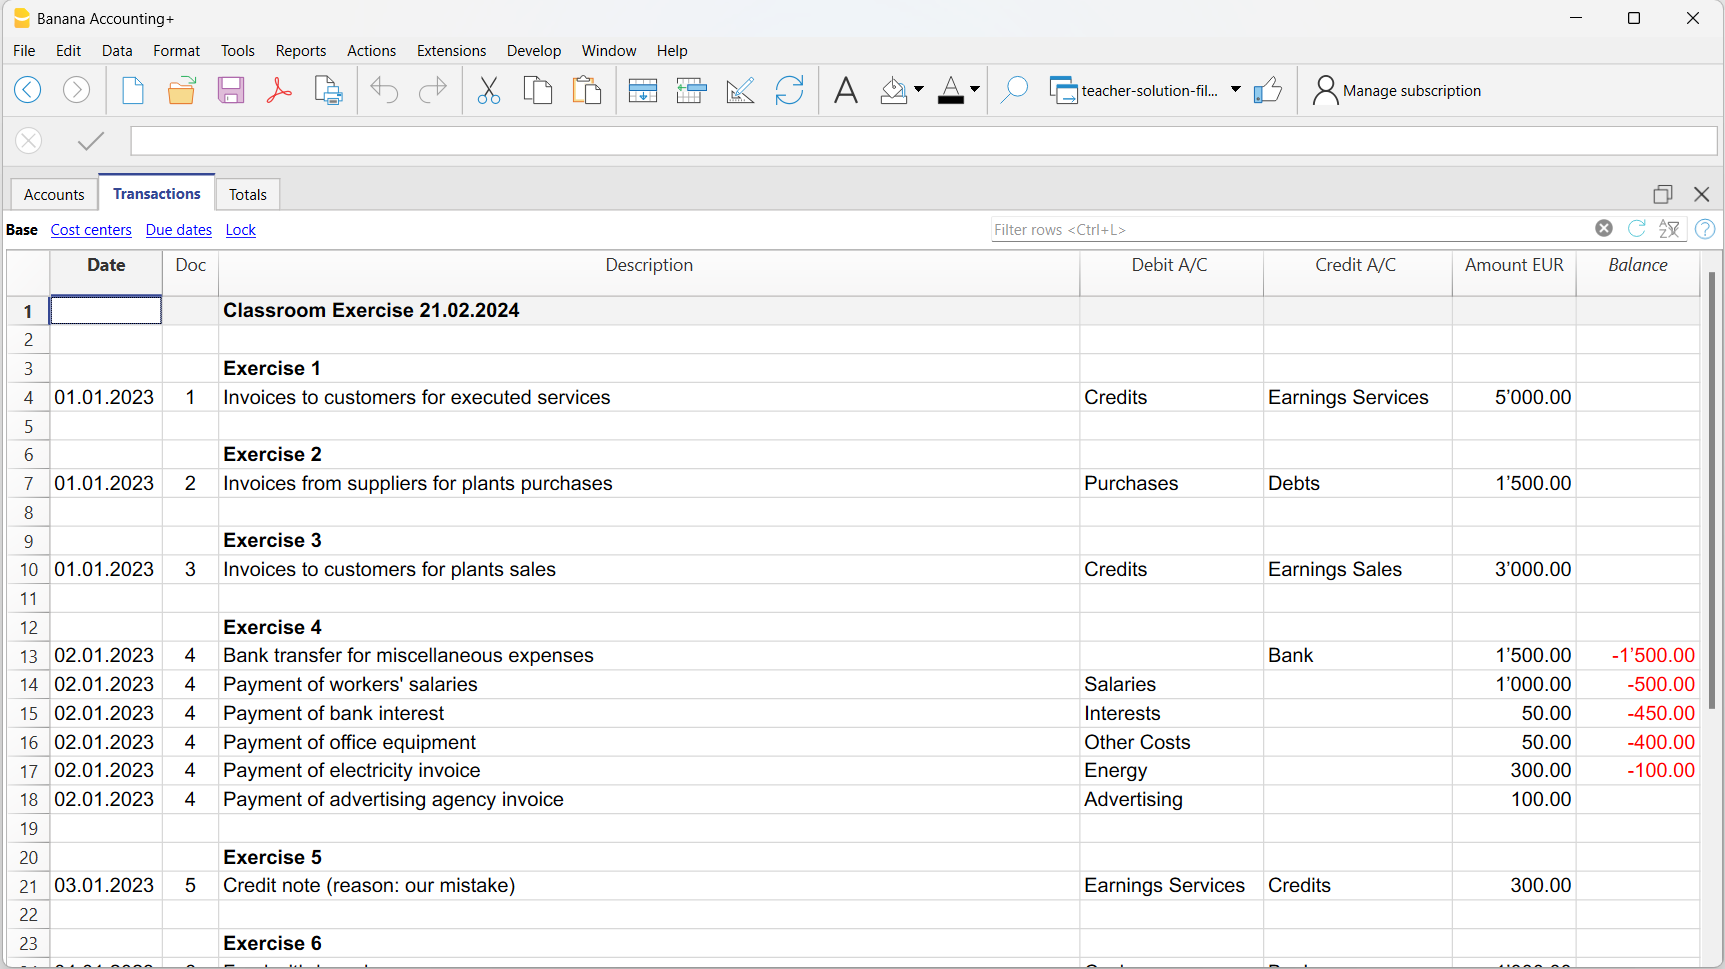 Banana Accounting+
File Edit Data Format Tools Reports Actions Extensions Develop Window Help
teacher-solution-fil... Manage subscription
Accounts Transactions Totals
Base Cost centers Due dates Lock Filter rows <Ctrl+L>
Date Doc Description Debit A/C Credit A/C Amount EUR Balance
1 Classroom Exercise 21.02.2024
2
3 Exercise 1
4 01.01.2023 1 Invoices to customers for executed services Credits Earnings Services 5’000.00
5
6 Exercise 2
7 01.01.2023 2 Invoices from suppliers for plants purchases Purchases Debts 1’500.00
8
9 Exercise 3
10 01.01.2023 3 Invoices to customers for plants sales Credits Earnings Sales 3’000.00
11
12 Exercise 4
13 02.01.2023 4 Bank transfer for miscellaneous expenses Bank 1’500.00 -1’500.00
14 02.01.2023 4 Payment of workers' salaries Salaries 1’000.00 -500.00
15 02.01.2023 4 Payment of bank interest Interests 50.00 -450.00
16 02.01.2023 4 Payment of office equipment Other Costs 50.00 -400.00
17 02.01.2023 4 Payment of electricity invoice Energy 300.00 -100.00
18 02.01.2023 4 Payment of advertising agency invoice Advertising 100.00
19
20 Exercise 5
21 03.01.2023 5 Credit note (reason: our mistake) Earnings Services Credits 300.00
22
23 Exercise 6